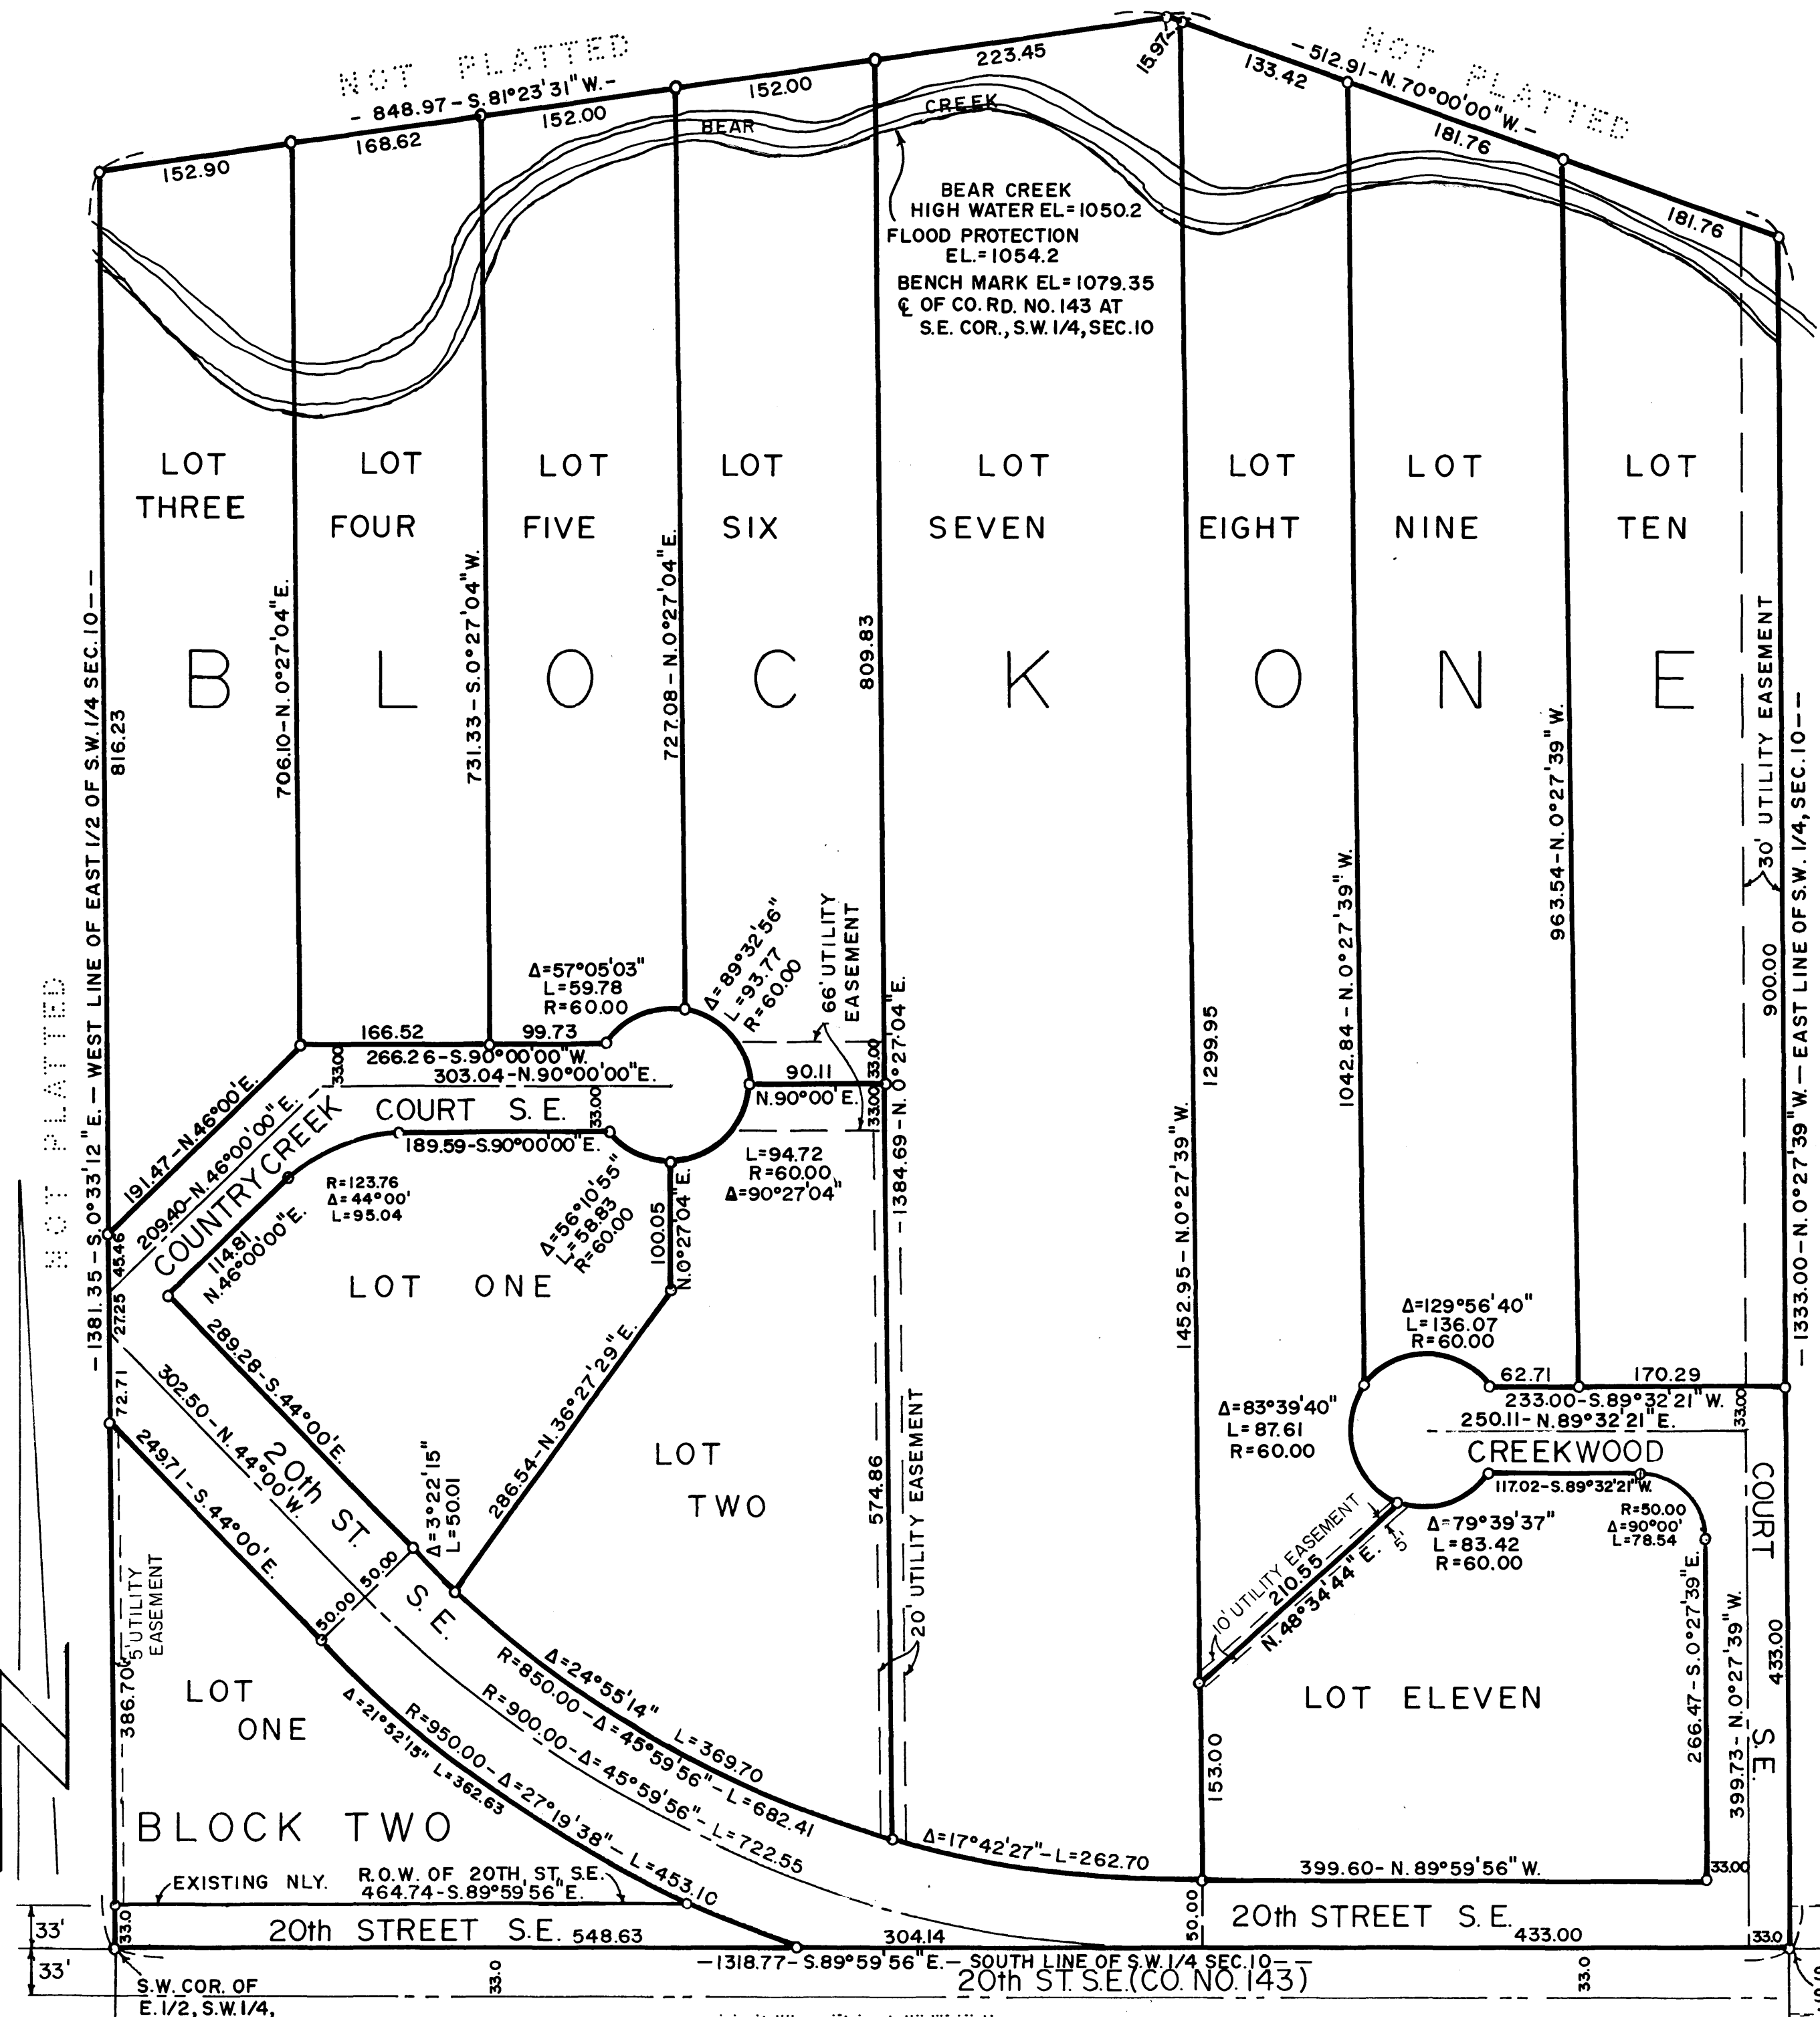 NOT PLATTED
- 848.97 - S. 81°23'31" W. -
152.90
168.62
152.00
152.00
223.45
15.97
NOT PLATTED
- 512.91 - N. 70°00'00" W. -
133.42
181.76
181.76
BEAR
CREEK
BEAR CREEK
HIGH WATER EL= 1050.2
FLOOD PROTECTION
EL.= 1054.2
BENCH MARK EL= 1079.35
℄ OF CO. RD. NO. 143 AT
S.E. COR., S.W. 1/4, SEC. 10
LOT
THREE
LOT
FOUR
LOT
FIVE
LOT
SIX
LOT
SEVEN
LOT
EIGHT
LOT
NINE
LOT
TEN
BLOCK ONE
-1381.35 - S. 0°33'12" E. - WEST LINE OF EAST 1/2 OF S.W. 1/4 SEC. 10--
816.23
706.10 - N. 0°27'04" E.
731.33 - S. 0°27'04" W.
727.08 - N. 0°27'04" E.
809.83
-1384.69 - N. 0°27'04" E.
1299.95
1452.95 - N. 0°27'39" W.
1042.84 - N. 0°27'39" W.
963.54 - N. 0°27'39" W.
30' UTILITY EASEMENT
900.00
-1333.00 - N. 0°27'39" W. - EAST LINE OF S.W. 1/4, SEC. 10--
NOT PLATTED
Δ=57°05'03"
L=59.78
R=60.00
Δ=89°32'56"
L=93.77
R=60.00
66' UTILITY
EASEMENT
166.52
99.73
266.26 - S. 90°00'00" W.
303.04 - N. 90°00'00" E.
33.00
COURT S.E.
33.00
189.59 - S. 90°00'00" E.
90.11
N. 90°00' E.
33.00
33.00
L=94.72
R=60.00
Δ=90°27'04"
191.47 - N. 46°00' E.
209.40 - N. 46°00'00" E.
COUNTRY CREEK
114.81
N. 46°00'00" E.
R=123.76
Δ=44°00'
L=95.04
Δ=56°10'55"
L=58.83
R=60.00
100.05
N. 0°27'04" E.
45.46
27.25
72.71
LOT ONE
289.28 - S. 44°00' E.
302.50 - N. 44°00' W.
249.71 - S. 44°00' E.
20th ST. S.E.
Δ=3°22'15"
L=50.01
286.54 - N. 36°27'29" E.
50.00
50.00
LOT
TWO
574.86
20' UTILITY EASEMENT
Δ=129°56'40"
L=136.07
R=60.00
Δ=83°39'40"
L=87.61
R=60.00
62.71
170.29
233.00 - S. 89°32'21" W.
250.11 - N. 89°32'21" E.
33.00
CREEKWOOD
COURT S.E.
117.02 - S. 89°32'21" W.
R=50.00
Δ=90°00'
L=78.54
Δ=79°39'37"
L=83.42
R=60.00
5'
10' UTILITY EASEMENT
210.55
N. 48°34'44" E.
266.47 - S. 0°27'39" E.
399.73 - N. 0°27'39" W.
433.00
LOT ELEVEN
153.00
5' UTILITY
EASEMENT
386.70
LOT
ONE
BLOCK TWO
Δ=24°55'14" L=369.70
R=850.00 - Δ=45°59'56" - L=682.41
R=900.00 - Δ=45°59'56" - L=722.55
R=950.00 - Δ=27°19'38" - L=453.10
Δ=21°52'15" L=362.63
Δ=17°42'27" - L=262.70
399.60 - N. 89°59'56" W.
33.00
EXISTING NLY. R.O.W. OF 20TH. ST. S.E.
464.74 - S. 89°59'56" E.
33'
33.0
20th STREET S.E.
548.63
304.14
50.00
20th STREET S.E.
433.00
33.0
33'
-1318.77 - S. 89°59'56" E. - SOUTH LINE OF S.W. 1/4 SEC. 10--
20th ST. S.E. (CO. NO. 143)
33.0
33.0
S.W. COR. OF
E. 1/2, S.W. 1/4,